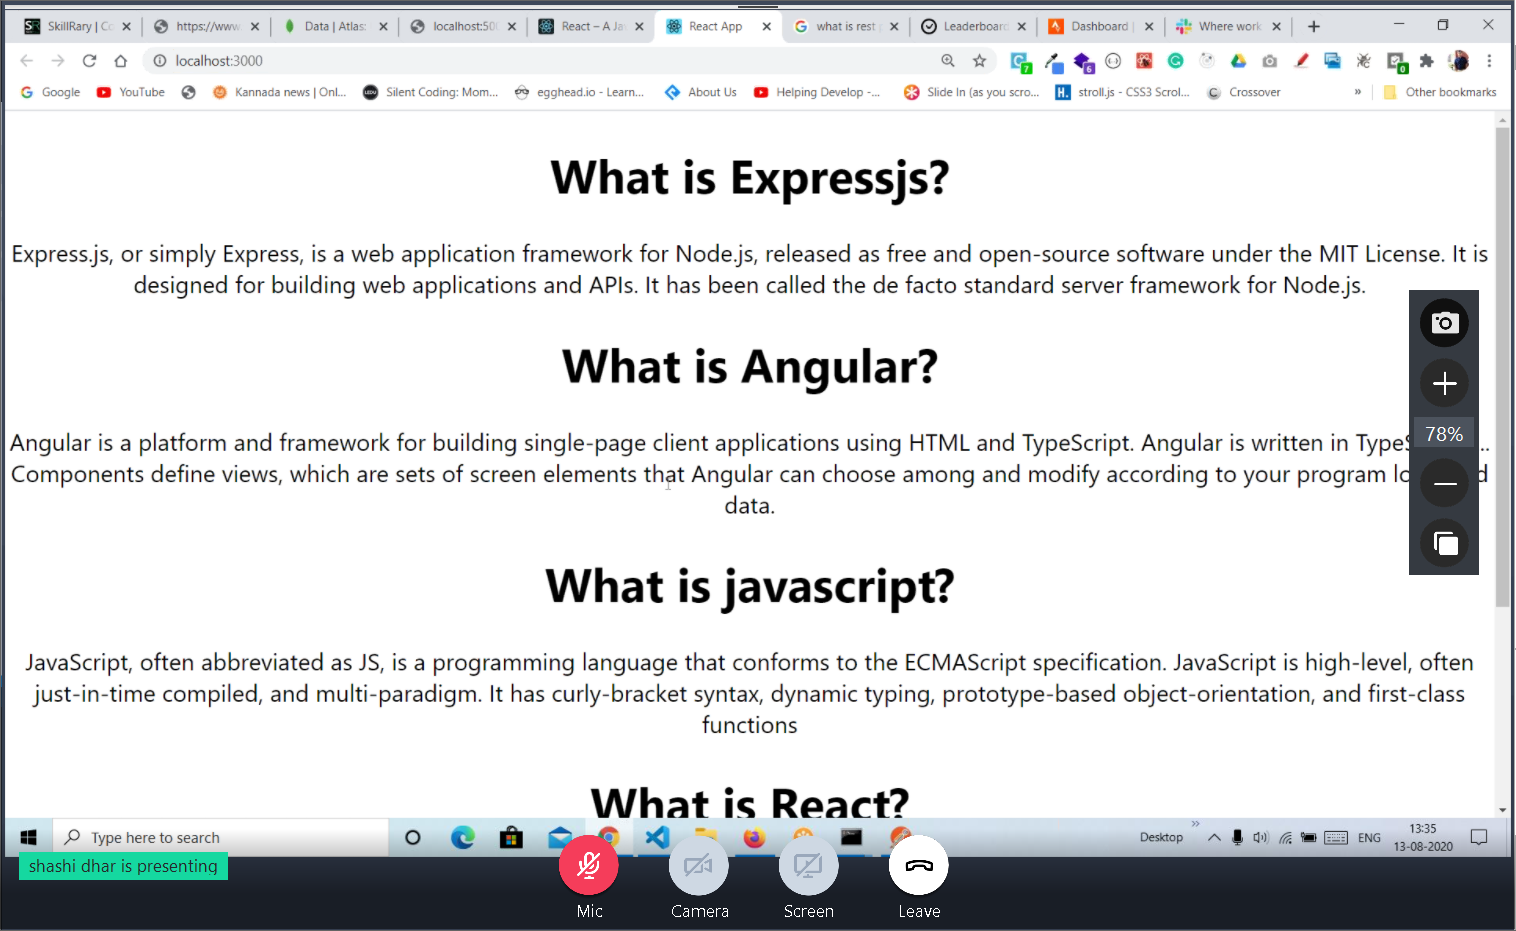 SkillRary | Co
https://www.
Data | Atlas:
localhost:500
React – A Jav
React App
what is rest
Leaderboard
Dashboard |
Where work
localhost:3000
7
6
0
Google
YouTube
Kannada news | Onl...
Silent Coding: Mom...
egghead.io - Learn...
About Us
Helping Develop -...
Slide In (as you scro...
H.
stroll.js - CSS3 Scrol...
Crossover
»
Other bookmarks
What is Expressjs?
Express.js, or simply Express, is a web application framework for Node.js, released as free and open-source software under the MIT License. It is
designed for building web applications and APIs. It has been called the de facto standard server framework for Node.js.
What is Angular?
Angular is a platform and framework for building single-page client applications using HTML and TypeScript. Angular is written in TypeS ..
Components define views, which are sets of screen elements that Angular can choose among and modify according to your program lo d
data.
78%
What is javascript?
JavaScript, often abbreviated as JS, is a programming language that conforms to the ECMAScript specification. JavaScript is high-level, often
just-in-time compiled, and multi-paradigm. It has curly-bracket syntax, dynamic typing, prototype-based object-orientation, and first-class
functions
What is React?
Type here to search
Desktop
»
ENG
13:35
13-08-2020
shashi dhar is presenting
Mic
Camera
Screen
Leave